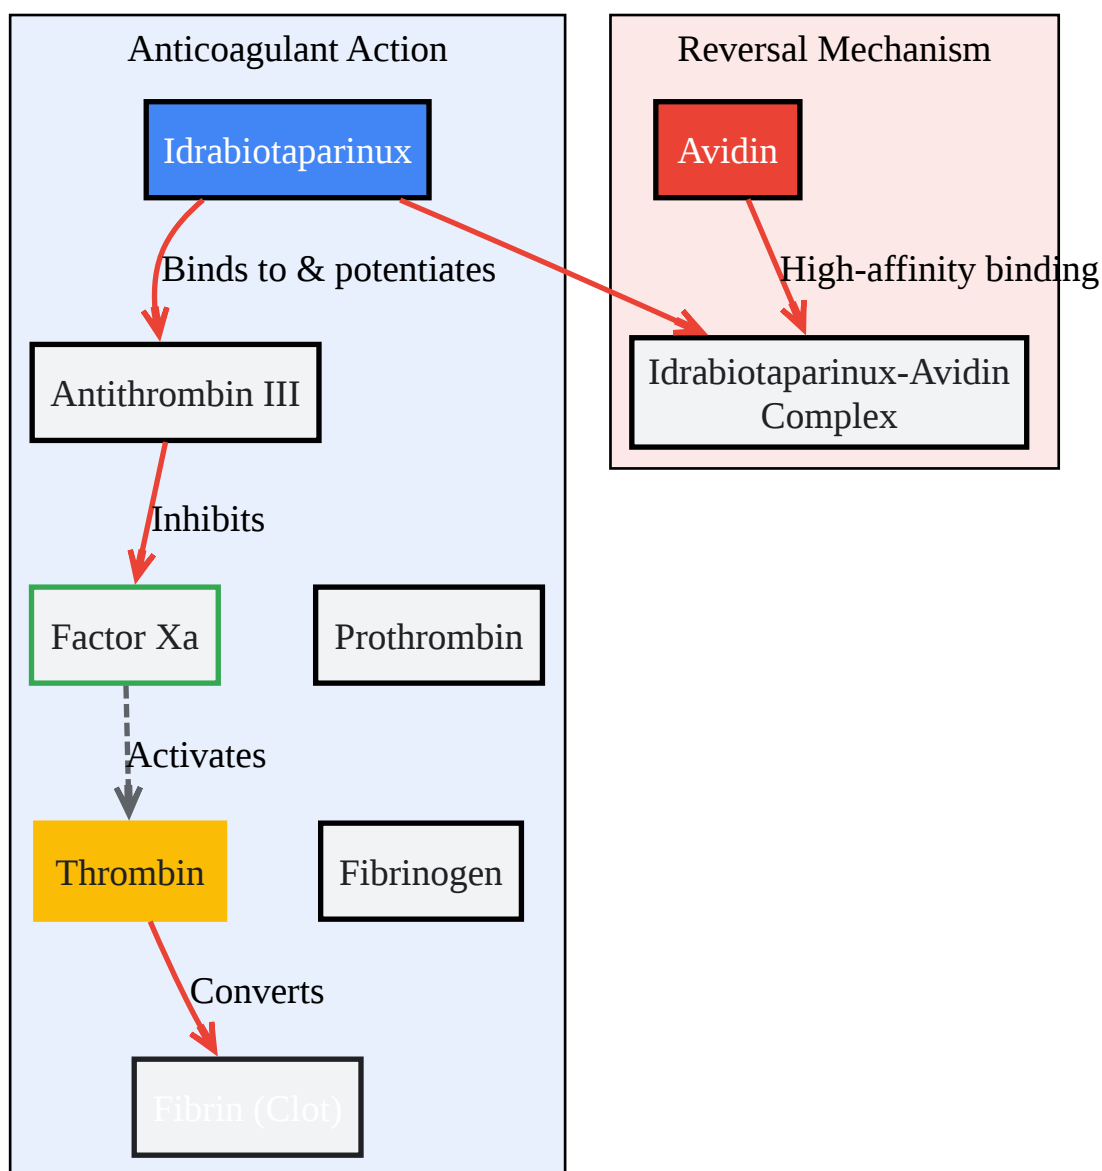 Anticoagulant Action
Idrabiotaparinux
Binds to & potentiates
Antithrombin III
Inhibits
Factor Xa
Prothrombin
Activates
Thrombin
Fibrinogen
Converts
Fibrin (Clot)
Reversal Mechanism
Avidin
High-affinity binding
Idrabiotaparinux-Avidin
Complex